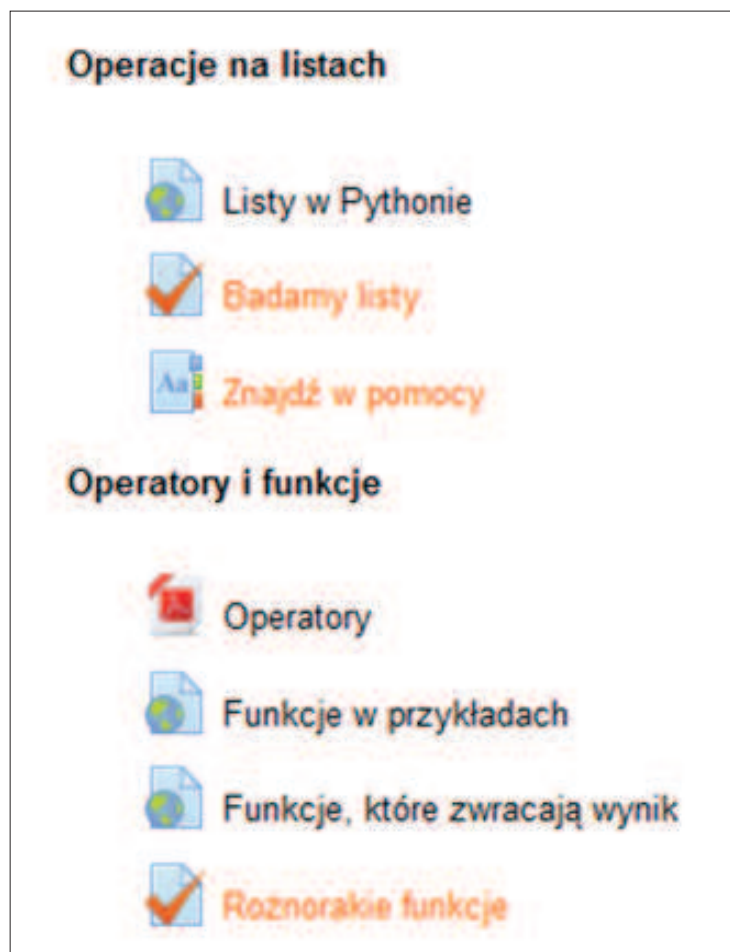 Operacje na listach
Listy w Pythonie
Badamy listy
Aa
Znajdź w pomocy
Operatory i funkcje
Operatory
Funkcje w przykładach
Funkcje, które zwracają wynik
Roznorakie funkcje